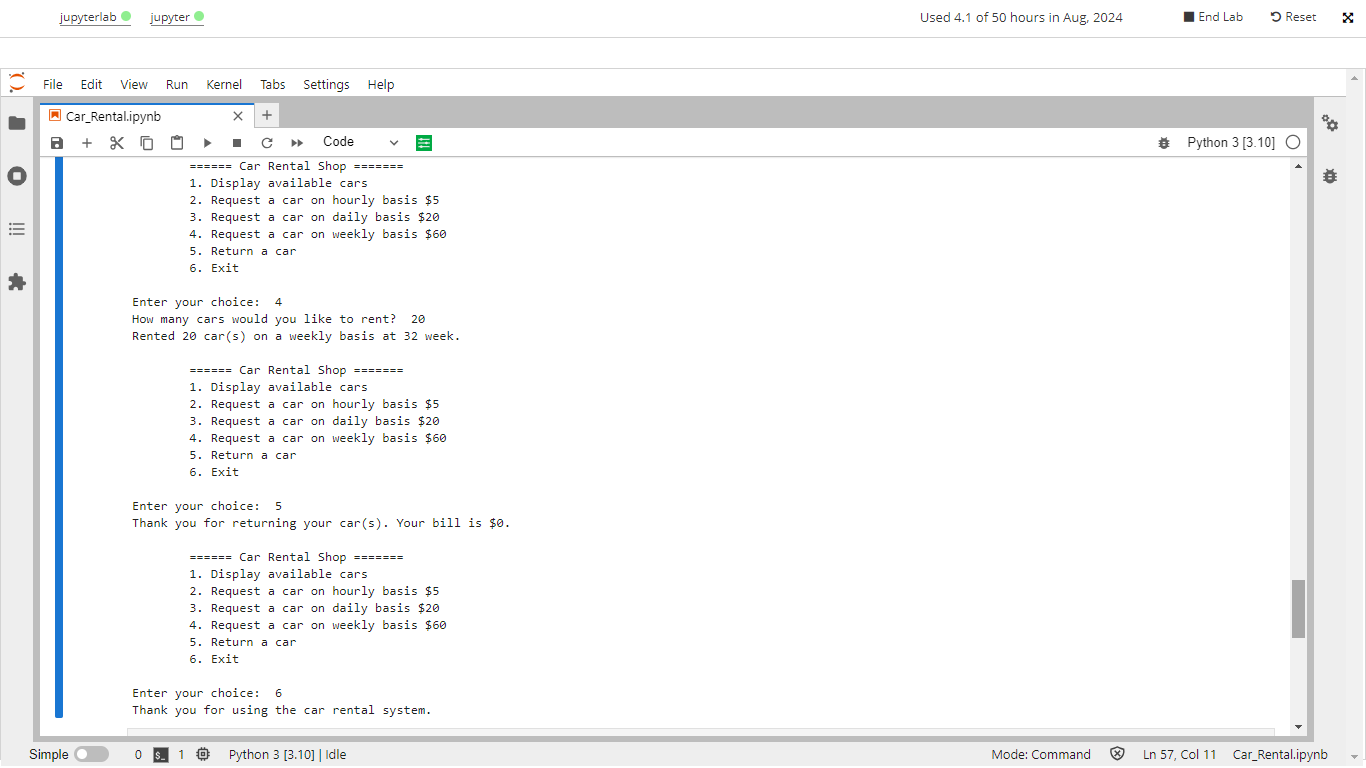 jupyterlab jupyter Used 4.1 of 50 hours in Aug, 2024 End Lab Reset
File Edit View Run Kernel Tabs Settings Help
Car_Rental.ipynb
Code Python 3 [3.10]
====== Car Rental Shop =======
1. Display available cars
2. Request a car on hourly basis $5
3. Request a car on daily basis $20
4. Request a car on weekly basis $60
5. Return a car
6. Exit
Enter your choice:  4
How many cars would you like to rent?  20
Rented 20 car(s) on a weekly basis at 32 week.
====== Car Rental Shop =======
1. Display available cars
2. Request a car on hourly basis $5
3. Request a car on daily basis $20
4. Request a car on weekly basis $60
5. Return a car
6. Exit
Enter your choice:  5
Thank you for returning your car(s). Your bill is $0.
====== Car Rental Shop =======
1. Display available cars
2. Request a car on hourly basis $5
3. Request a car on daily basis $20
4. Request a car on weekly basis $60
5. Return a car
6. Exit
Enter your choice:  6
Thank you for using the car rental system.
Simple 0 $_ 1 Python 3 [3.10] | Idle Mode: Command Ln 57, Col 11 Car_Rental.ipynb